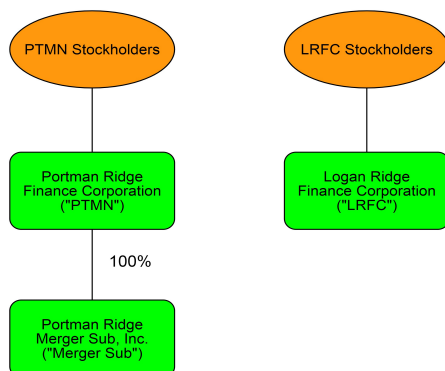 PTMN Stockholders
LRFC Stockholders
Portman Ridge
Finance Corporation
("PTMN")
Logan Ridge
Finance Corporation
("LRFC")
100%
Portman Ridge
Merger Sub, Inc.
("Merger Sub")